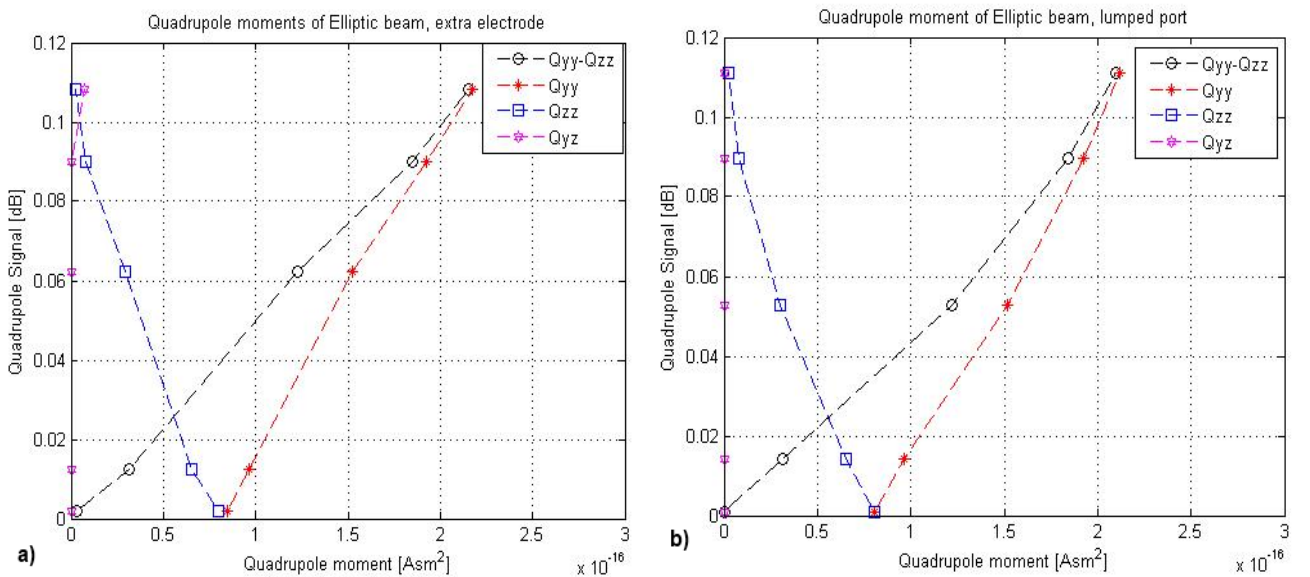 Quadrupole moments of Elliptic beam, extra electrode
0.12
0.1
0.08
0.06
0.04
0.02
0
Quadrupole Signal [dB]
Qyy-Qzz
Qyy
Qzz
Qyz
0 0.5 1 1.5 2 2.5 3
a) Quadrupole moment [Asm²] x 10⁻¹⁶
Quadrupole moment of Elliptic beam, lumped port
0.12
0.1
0.08
0.06
0.04
0.02
0
Quadrupole Signal [dB]
Qyy-Qzz
Qyy
Qzz
Qyz
0 0.5 1 1.5 2 2.5 3
b) Quadrupole moment [Asm²] x 10⁻¹⁶